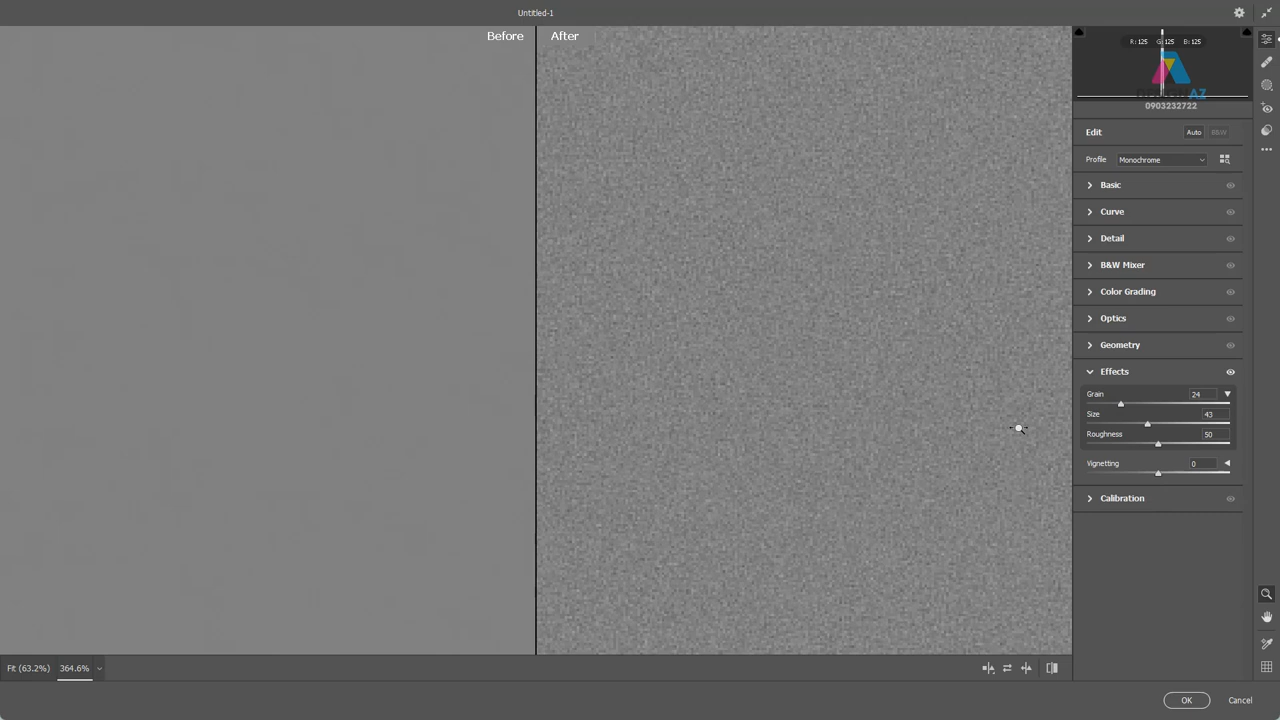 Untitled-1
Before
After
R: 125 G: 125 B: 125
0903232722
Edit
Auto
B&W
Profile
Monochrome
Basic
Curve
Detail
B&W Mixer
Color Grading
Optics
Geometry
Effects
Grain
24
Size
43
Roughness
50
Vignetting
0
Calibration
Fit (63.2%)
364.6%
OK
Cancel